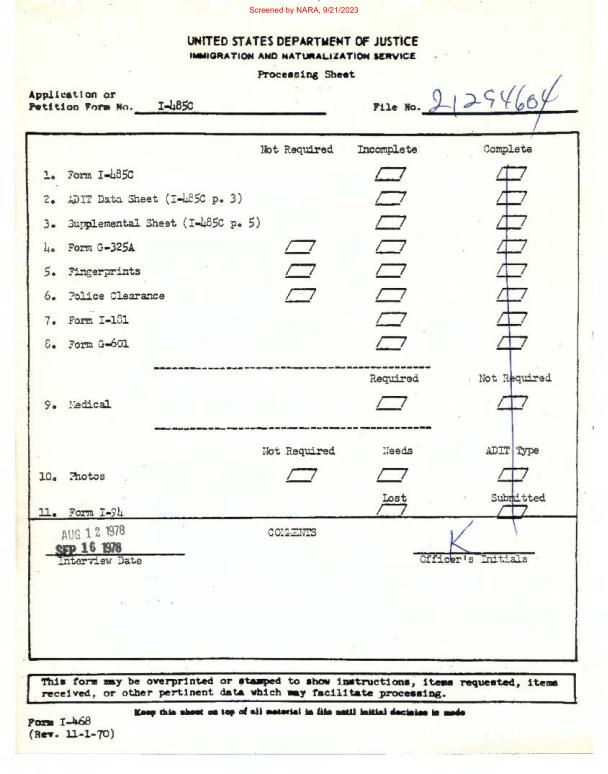 Screened by NARA, 9/21/2023
UNITED STATES DEPARTMENT OF JUSTICE
IMMIGRATION AND NATURALIZATION SERVICE
Processing Sheet
Application or
Petition Form No. I-485C File No. 21294604
Not Required Incomplete Complete
1. Form I-485C
2. ADIT Data Sheet (I-485C p. 3)
3. Supplemental Sheet (I-485C p. 5)
4. Form G-325A
5. Fingerprints
6. Police Clearance
7. Form I-181
8. Form G-601
Required Not Required
9. Medical
Not Required Needs ADIT Type
10. Photos
Lost Submitted
11. Form I-94
AUG 12 1978 COMMENTS K
SEP 16 1978
Interview Date Officer's Initials
This form may be overprinted or stamped to show instructions, items requested, items
received, or other pertinent data which may facilitate processing.
Keep this sheet on top of all material in file until initial decision is made
Form I-468
(Rev. 11-1-70)